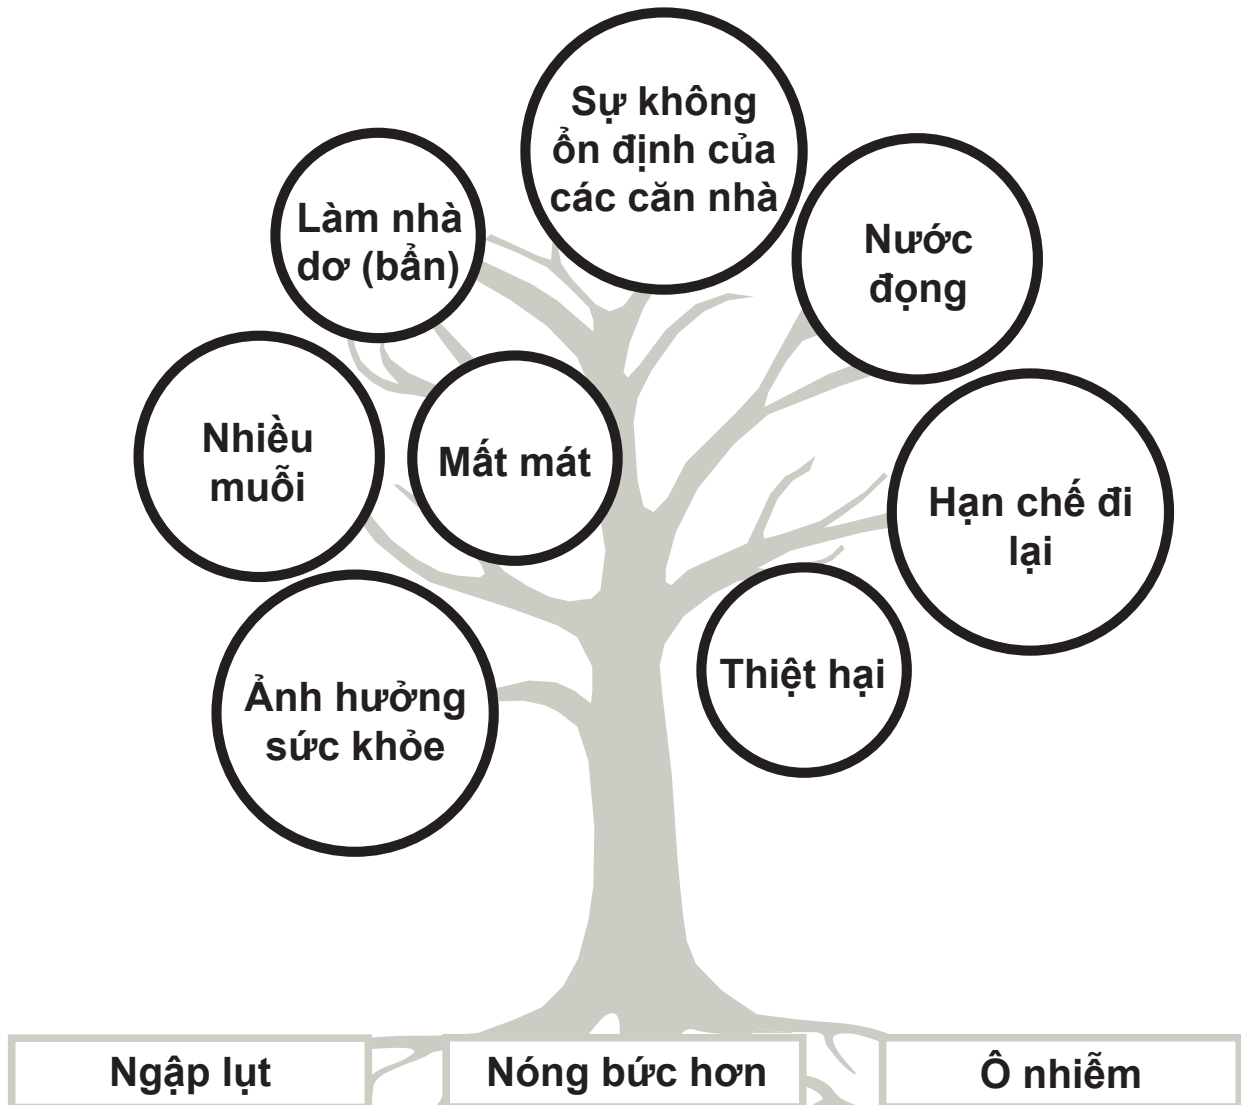 Sự không
ổn định của
các căn nhà
Làm nhà
dơ (bẩn)
Nước
đọng
Nhiều
muỗi
Mất mát
Hạn chế đi
lại
Thiệt hại
Ảnh hưởng
sức khỏe
Ngập lụt
Nóng bức hơn
Ô nhiễm